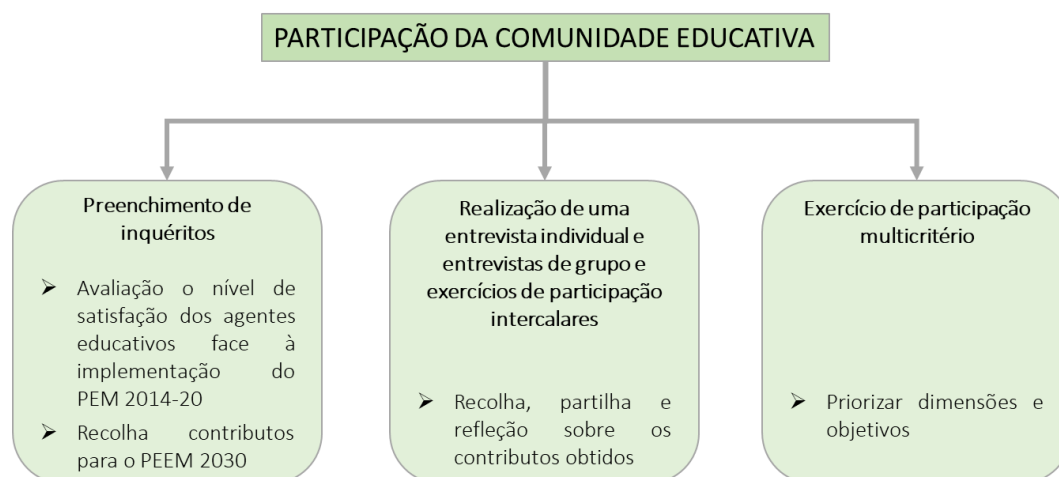 PARTICIPAÇÃO DA COMUNIDADE EDUCATIVA
Preenchimento de
inquéritos
➢ Avaliação o nível de
satisfação dos agentes
educativos face à
implementação do
PEM 2014-20
➢ Recolha contributos
para o PEEM 2030
Realização de uma
entrevista individual e
entrevistas de grupo e
exercícios de participação
intercalares
➢ Recolha, partilha e
refleção sobre os
contributos obtidos
Exercício de participação
multicritério
➢ Priorizar dimensões e
objetivos